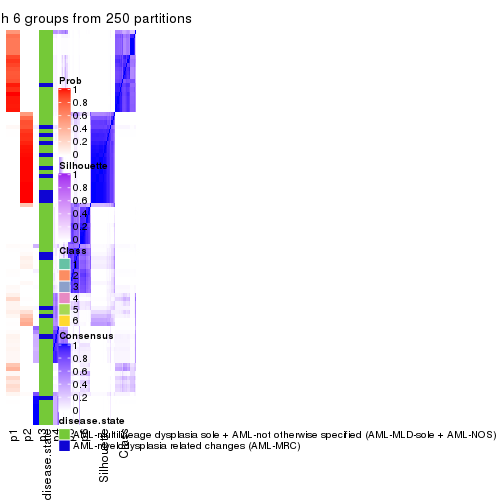 h 6 groups from 250 partitions
Prob
1
0.8
0.6
0.4
0.2
0
Silhouette
1
0.8
0.6
0.4
0.2
0
Class
1
2
3
4
5
6
Consensus
1
0.8
0.6
0.4
0.2
0
disease.state
AML-multilineage dysplasia sole + AML-not otherwise specified (AML-MLD-sole + AML-NOS)
AML-myelodysplasia related changes (AML-MRC)
p1
p2
p3
disease.state
p4
Silhouette
Class